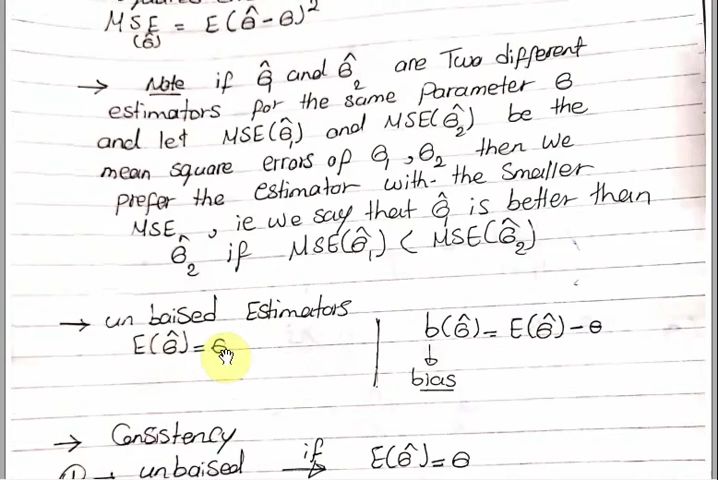 MSE = E(θ̂ - θ)²
(θ̂)
→ Note if θ̂ and θ̂₂ are Two different
estimators for the same Parameter θ
and let MSE(θ̂₁) and MSE(θ̂₂) be the
mean square errors of θ₁, θ₂ then we
prefer the estimator with the smaller
MSE, ie we say that θ̂ is better than
θ̂₂ if MSE(θ̂₁) < MSE(θ̂₂)
→ un baised Estimators
E(θ̂) = θ
b(θ̂) = E(θ̂) - θ
↓
bias
→ Consistency
① → unbaised if E(θ̂) = θ